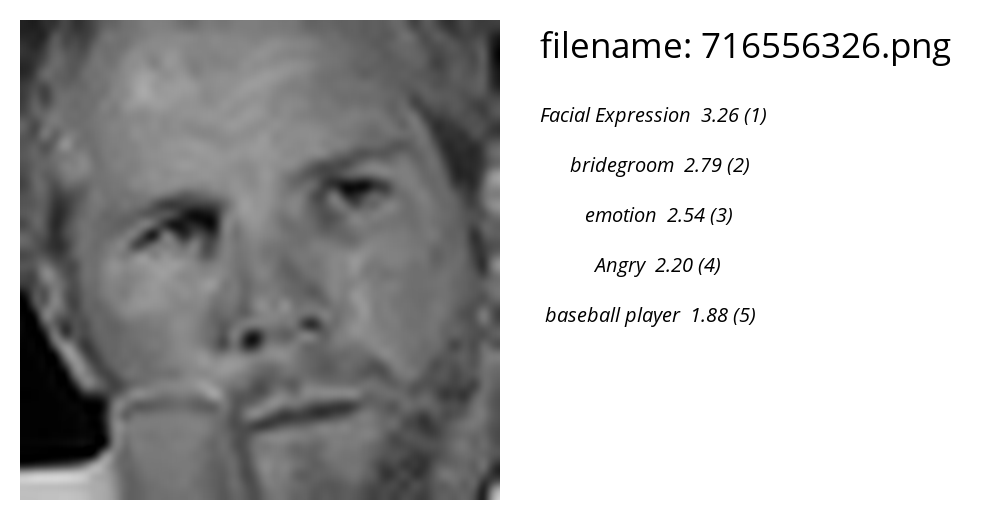 filename: 716556326.png
Facial Expression 3.26 (1)
bridegroom 2.79 (2)
emotion 2.54 (3)
Angry 2.20 (4)
baseball player 1.88 (5)